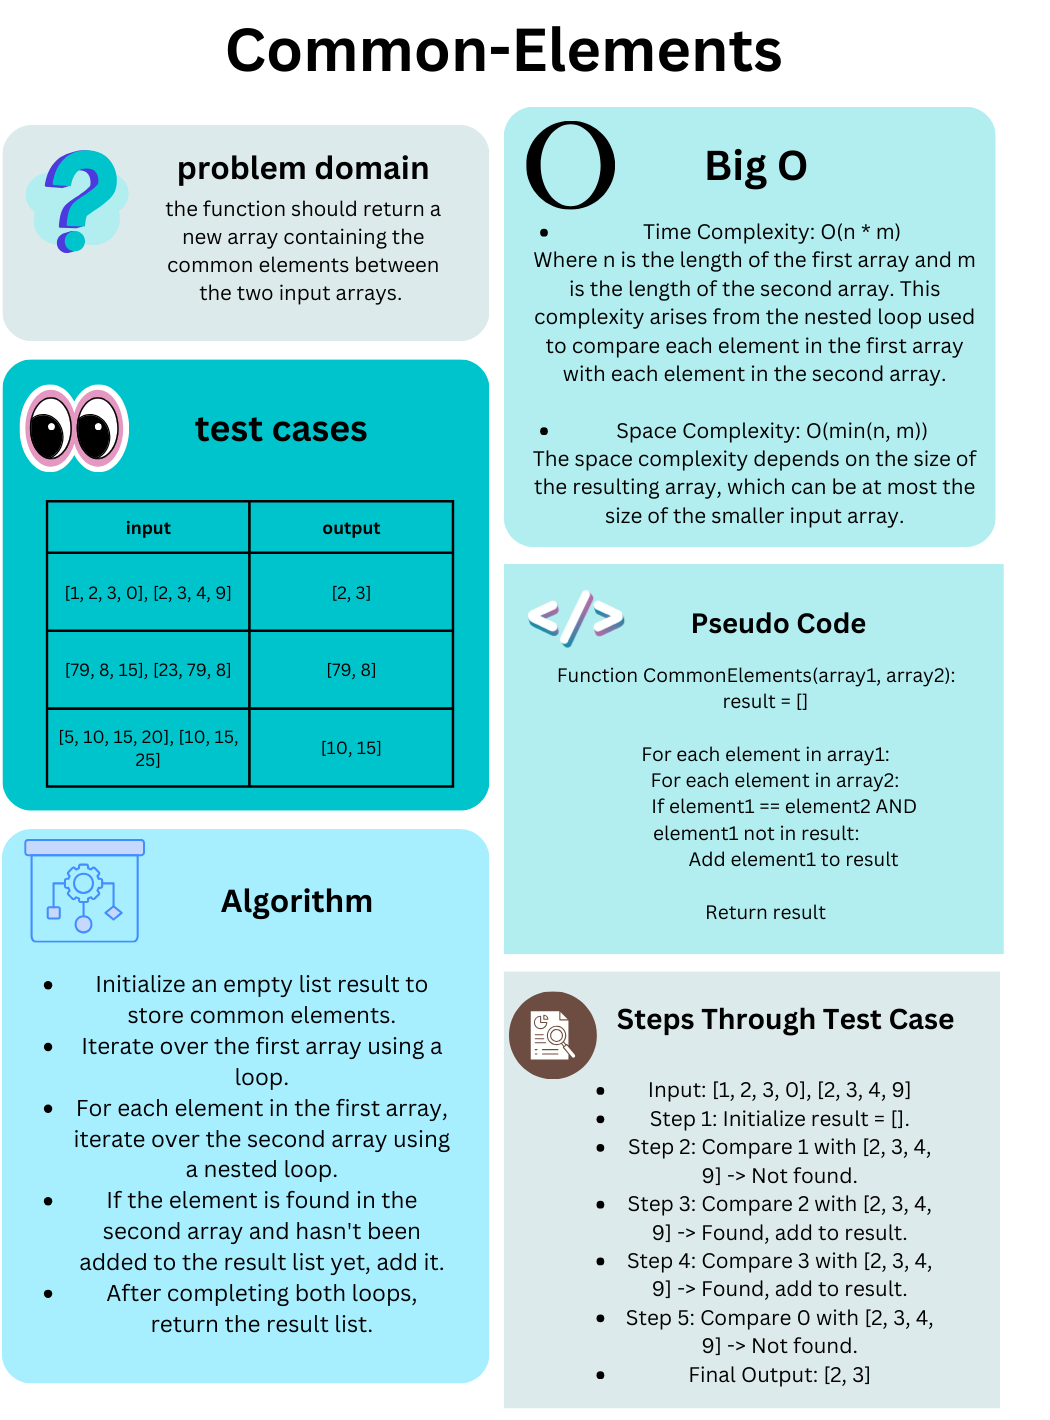 Common-Elements
problem domain
the function should return a
new array containing the
common elements between
the two input arrays.
test cases
input output
[1, 2, 3, 0], [2, 3, 4, 9] [2, 3]
[79, 8, 15], [23, 79, 8] [79, 8]
[5, 10, 15, 20], [10, 15,
25] [10, 15]
Algorithm
• Initialize an empty list result to
store common elements.
• Iterate over the first array using a
loop.
• For each element in the first array,
iterate over the second array using
a nested loop.
• If the element is found in the
second array and hasn't been
added to the result list yet, add it.
• After completing both loops,
return the result list.
O Big O
• Time Complexity: O(n * m)
Where n is the length of the first array and m
is the length of the second array. This
complexity arises from the nested loop used
to compare each element in the first array
with each element in the second array.
• Space Complexity: O(min(n, m))
The space complexity depends on the size of
the resulting array, which can be at most the
size of the smaller input array.
</> Pseudo Code
Function CommonElements(array1, array2):
result = []
For each element in array1:
For each element in array2:
If element1 == element2 AND
element1 not in result:
Add element1 to result
Return result
Steps Through Test Case
• Input: [1, 2, 3, 0], [2, 3, 4, 9]
• Step 1: Initialize result = [].
• Step 2: Compare 1 with [2, 3, 4,
9] -> Not found.
• Step 3: Compare 2 with [2, 3, 4,
9] -> Found, add to result.
• Step 4: Compare 3 with [2, 3, 4,
9] -> Found, add to result.
• Step 5: Compare 0 with [2, 3, 4,
9] -> Not found.
• Final Output: [2, 3]